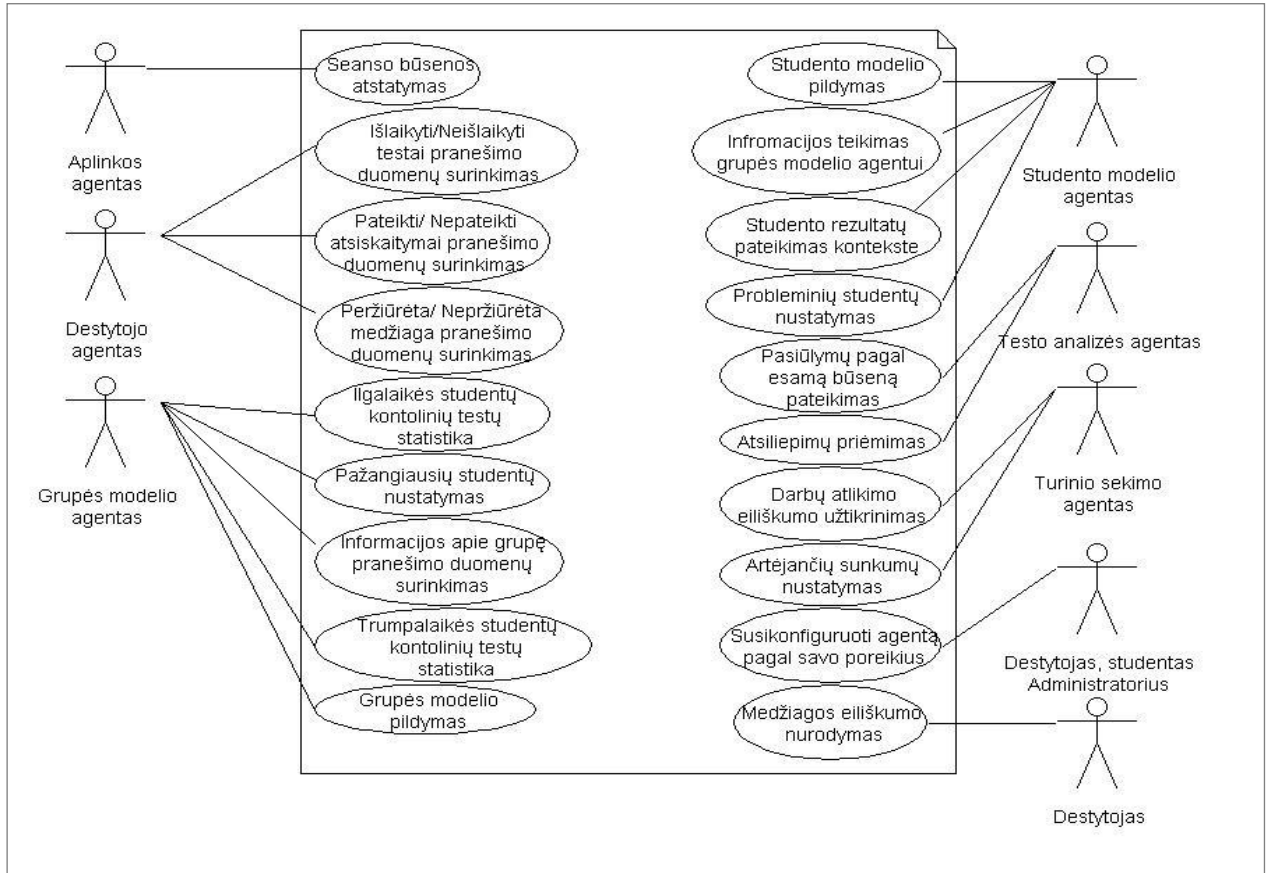 Aplinkos
agentas
Destytojo
agentas
Grupės modelio
agentas
Seanso būsenos
atstatymas
Išlaikyti/Neišlaikyti
testai pranešimo
duomenų surinkimas
Pateikti/ Nepateikti
atsiskaitymai pranešimo
duomenų surinkimas
Peržiūrėta/ Nepržiūrėta
medžiaga pranešimo
duomenų surinkimas
Ilgalaikės studentų
kontolinių testų
statistika
Pažangiausių studentų
nustatymas
Informacijos apie grupę
pranešimo duomenų
surinkimas
Trumpalaikės studentų
kontolinių testų
statistika
Grupės modelio
pildymas
Studento modelio
pildymas
Infromacijos teikimas
grupės modelio agentui
Studento rezultatų
pateikimas kontekste
Probleminių studentų
nustatymas
Pasiūlymų pagal
esamą būseną
pateikimas
Atsiliepimų priėmimas
Darbų atlikimo
eiliškumo užtikrinimas
Artėjančių sunkumų
nustatymas
Susikonfiguruoti agentą
pagal savo poreikius
Medžiagos eiliškumo
nurodymas
Studento modelio
agentas
Testo analizės agentas
Turinio sekimo
agentas
Destytojas, studentas
Administratorius
Destytojas